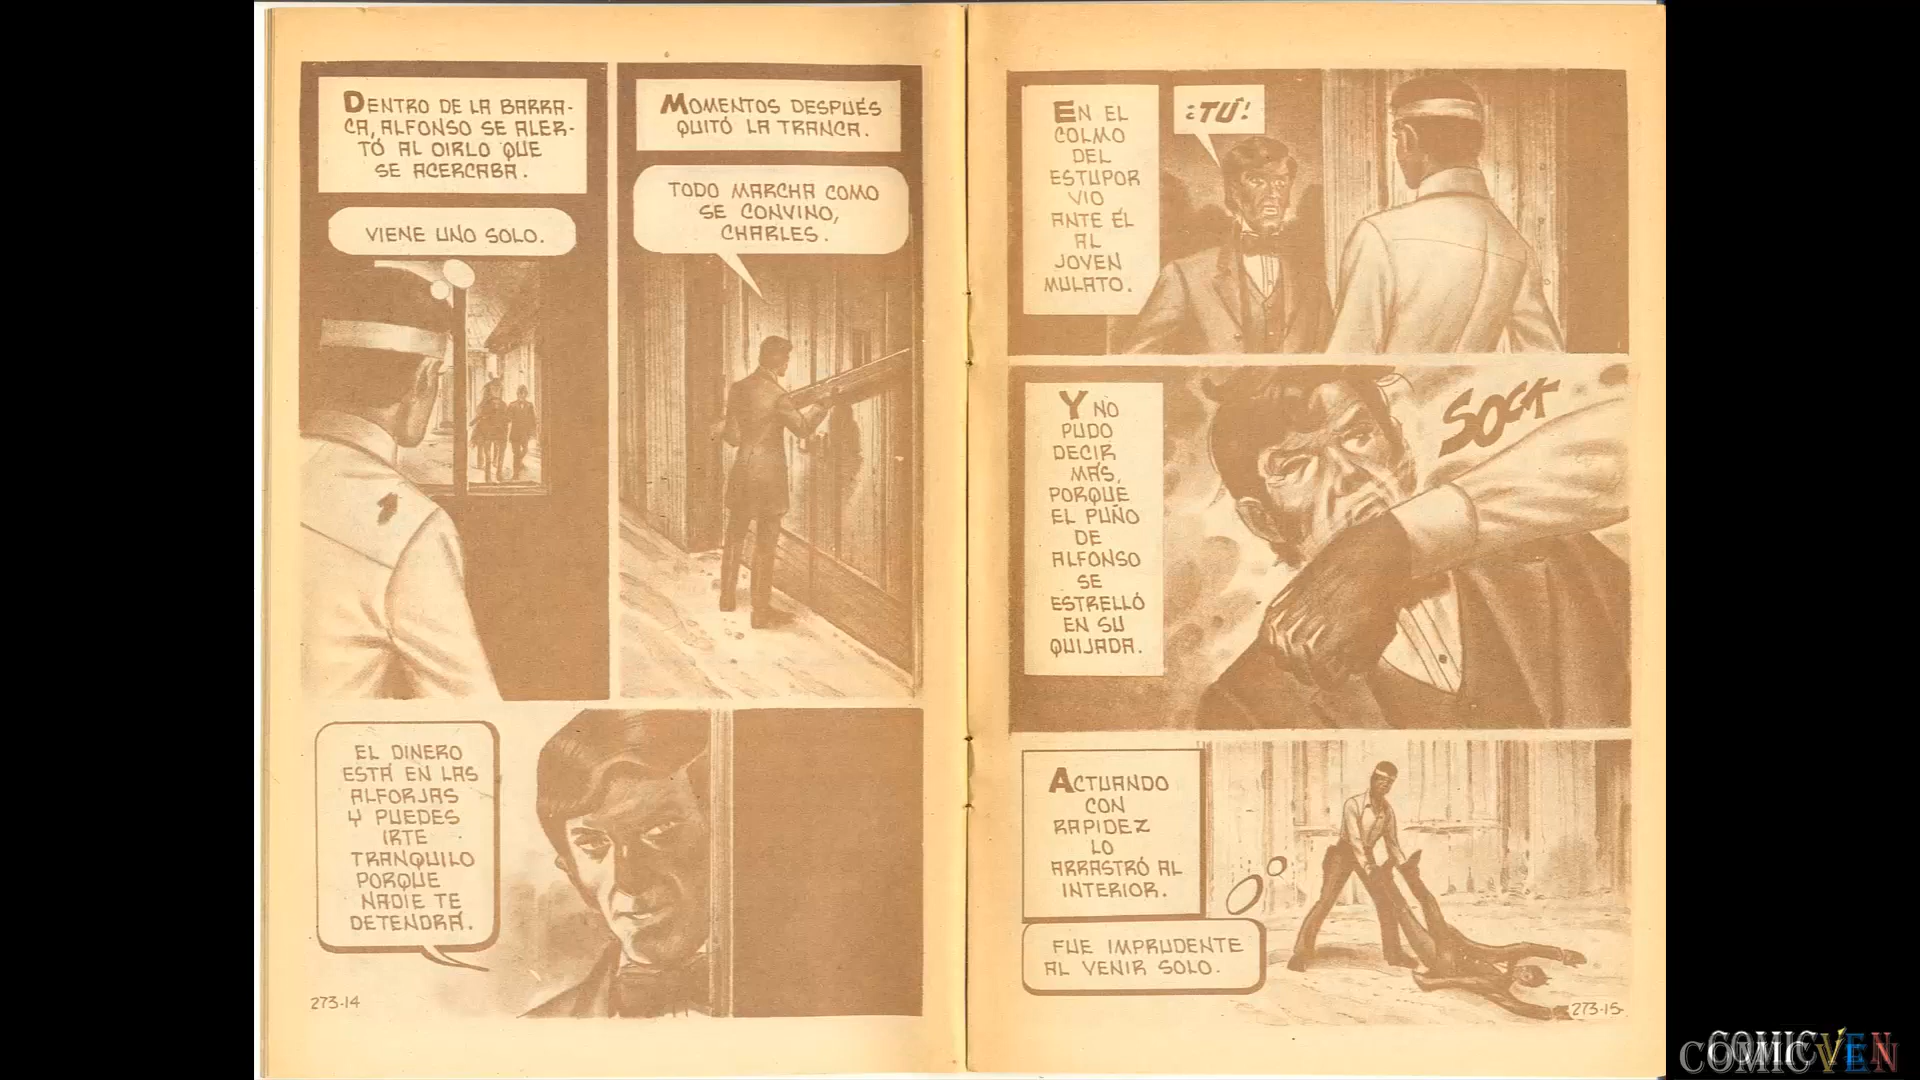 DENTRO DE LA BARRA-
CA, ALFONSO SE ALER-
TÓ AL OIRLO QUE
SE ACERCABA.
VIENE UNO SOLO.
MOMENTOS DESPUÉS
QUITÓ LA TRANCA.
TODO MARCHA COMO
SE CONVINO,
CHARLES.
EL DINERO
ESTÁ EN LAS
ALFORJAS
Y PUEDES
IRTE
TRANQUILO
PORQUE
NADIE TE
DETENDRÁ.
273-14
EN EL
COLMO
DEL
ESTUPOR
VIO
ANTE ÉL
AL
JOVEN
MULATO.
¿TÚ!
Y NO
PUDO
DECIR
MÁS,
PORQUE
EL PUÑO
DE
ALFONSO
SE
ESTRELLÓ
EN SU
QUIJADA.
SOCK
ACTUANDO
CON
RAPIDEZ
LO
ARRASTRÓ AL
INTERIOR.
FUE IMPRUDENTE
AL VENIR SOLO.
273-15
COMICVEN
COMICVEN